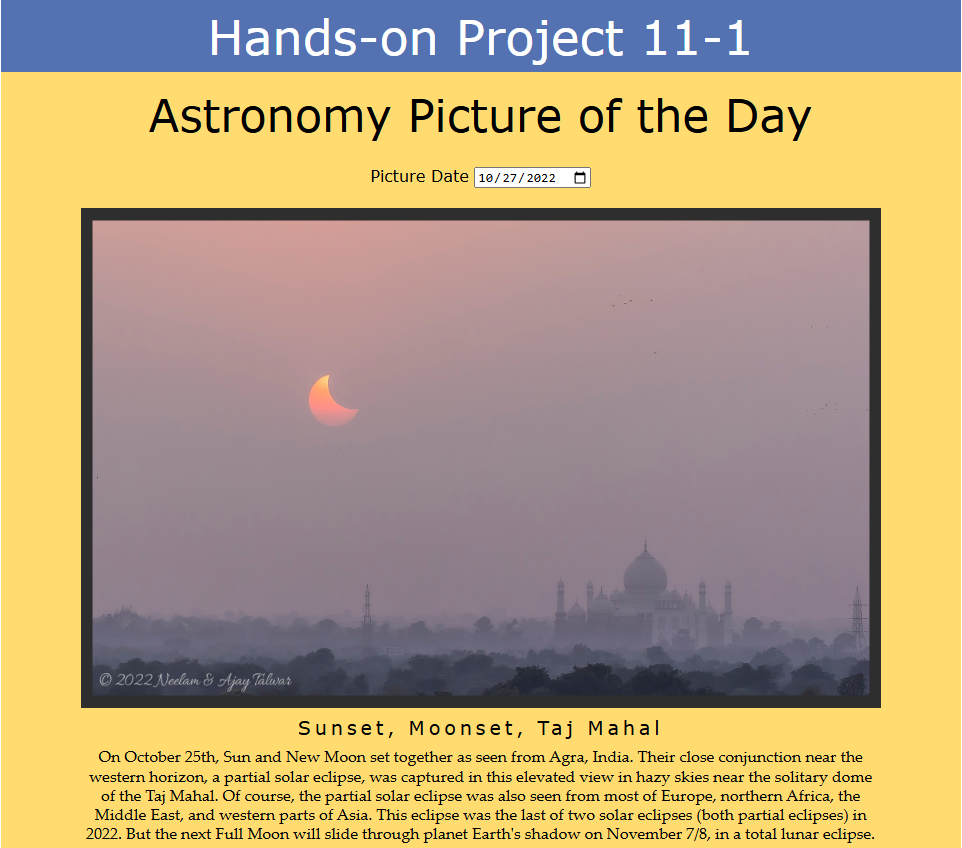 Hands-on Project 11-1
Astronomy Picture of the Day
Picture Date 10/27/2022
© 2022 Neelam & Ajay Talwar
Sunset, Moonset, Taj Mahal
On October 25th, Sun and New Moon set together as seen from Agra, India. Their close conjunction near the
western horizon, a partial solar eclipse, was captured in this elevated view in hazy skies near the solitary dome
of the Taj Mahal. Of course, the partial solar eclipse was also seen from most of Europe, northern Africa, the
Middle East, and western parts of Asia. This eclipse was the last of two solar eclipses (both partial eclipses) in
2022. But the next Full Moon will slide through planet Earth's shadow on November 7/8, in a total lunar eclipse.